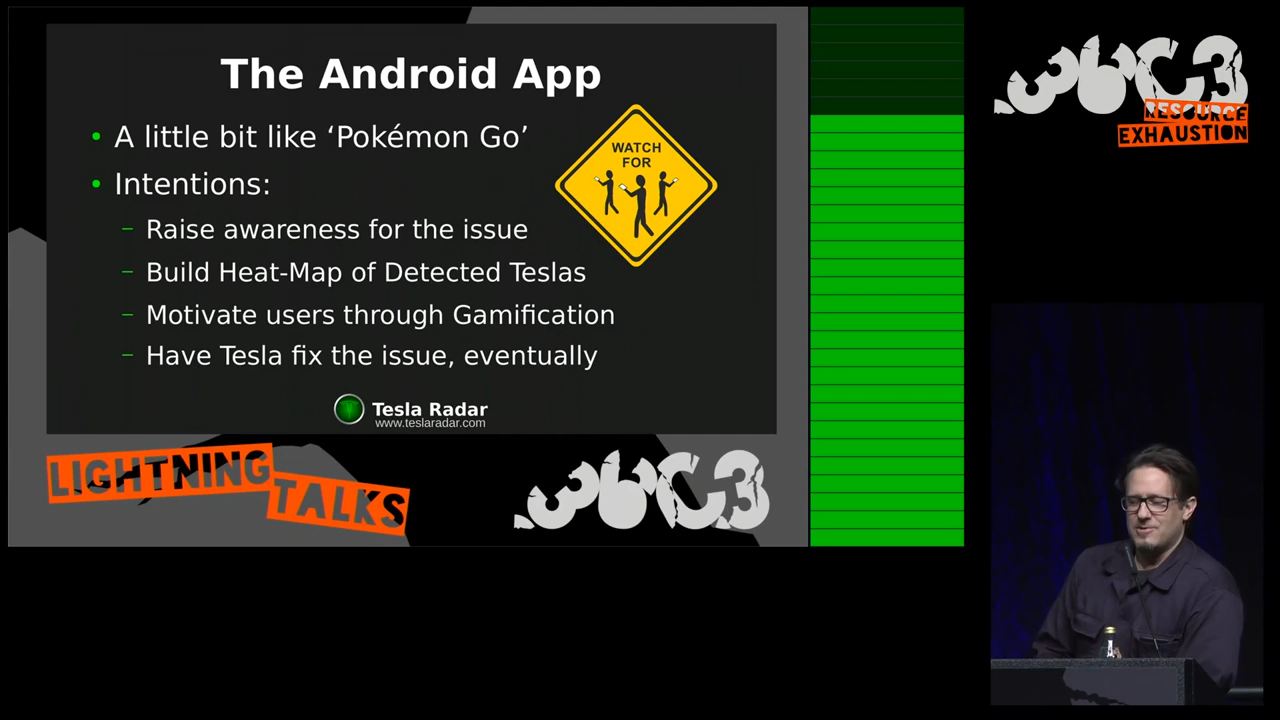 The Android App
• A little bit like ‘Pokémon Go’
• Intentions:
– Raise awareness for the issue
– Build Heat-Map of Detected Teslas
– Motivate users through Gamification
– Have Tesla fix the issue, eventually
WATCH
FOR
Tesla Radar
www.teslaradar.com
LIGHTNING
TALKS
36C3
36C3
RESOURCE
EXHAUSTION